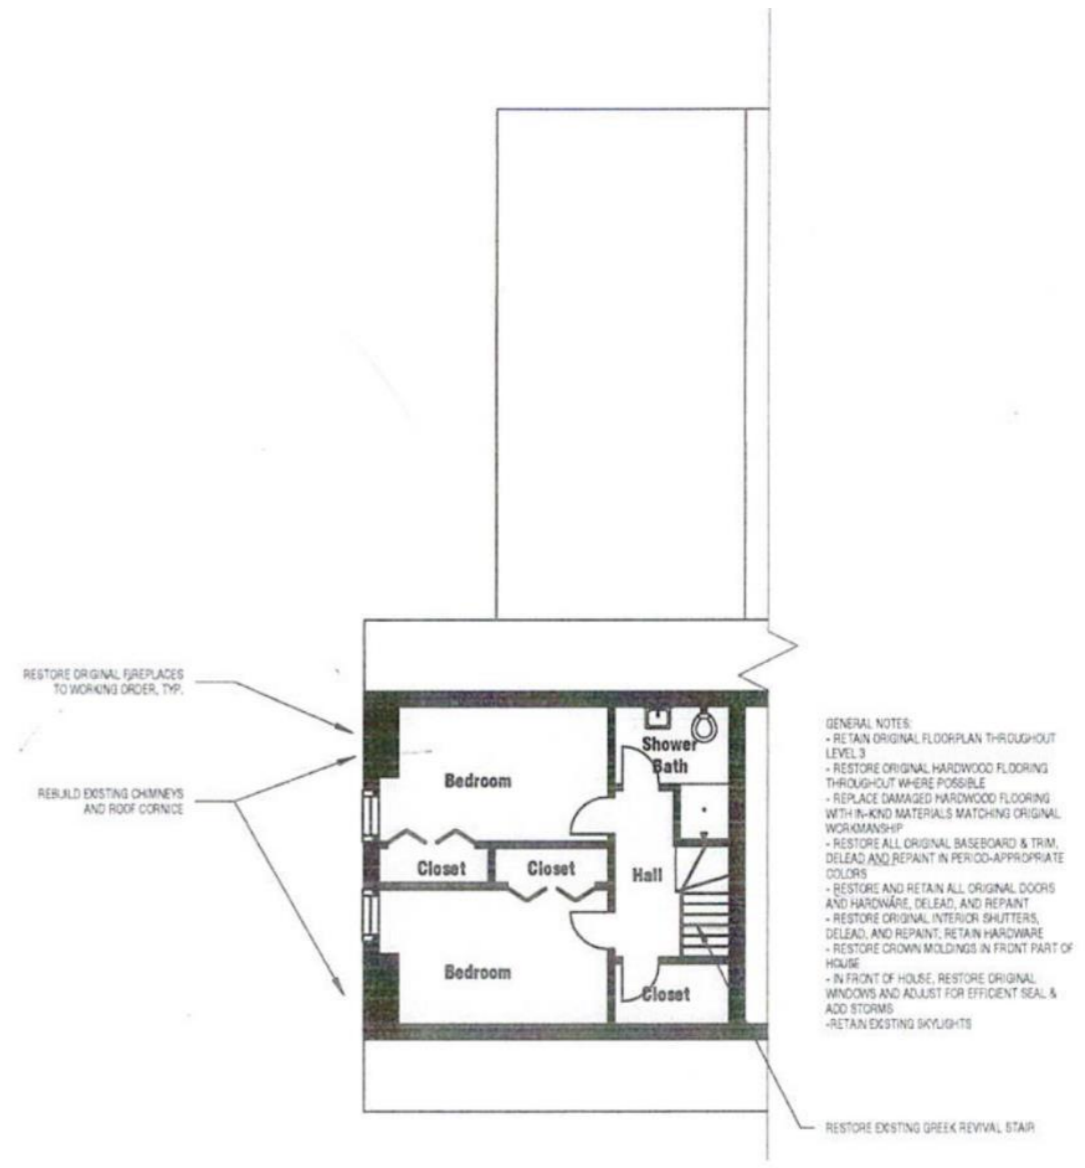 RESTORE ORIGINAL FIREPLACES
TO WORKING ORDER, TYP.
REBUILD EXISTING CHIMNEYS
AND ROOF CORNICE
Shower
Bath
Bedroom
Closet
Closet
Hall
Bedroom
Closet
GENERAL NOTES:
- RETAIN ORIGINAL FLOORPLAN THROUGHOUT
LEVEL 3
- RESTORE ORIGINAL HARDWOOD FLOORING
THROUGHOUT WHERE POSSIBLE
- REPLACE DAMAGED HARDWOOD FLOORING
WITH IN-KIND MATERIALS MATCHING ORIGINAL
WORKMANSHIP
- RESTORE ALL ORIGINAL BASEBOARD & TRIM,
DELEAD AND REPAINT IN PERIOD-APPROPRIATE
COLORS
- RESTORE AND RETAIN ALL ORIGINAL DOORS
AND HARDWARE, DELEAD, AND REPAINT
- RESTORE ORIGINAL INTERIOR SHUTTERS,
DELEAD, AND REPAINT; RETAIN HARDWARE
- RESTORE CROWN MOLDINGS IN FRONT PART OF
HOUSE
- IN FRONT OF HOUSE, RESTORE ORIGINAL
WINDOWS AND ADJUST FOR EFFICIENT SEAL &
ADD STORMS
-RETAIN EXISTING SKYLIGHTS
RESTORE EXISTING GREEK REVIVAL STAIR